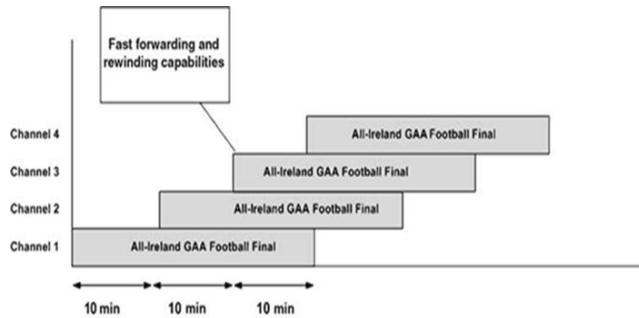 Fast forwarding and
rewinding capabilities
Channel 4
All-Ireland GAA Football Final
Channel 3
All-Ireland GAA Football Final
Channel 2
All-Ireland GAA Football Final
Channel 1
All-Ireland GAA Football Final
10 min
10 min
10 min